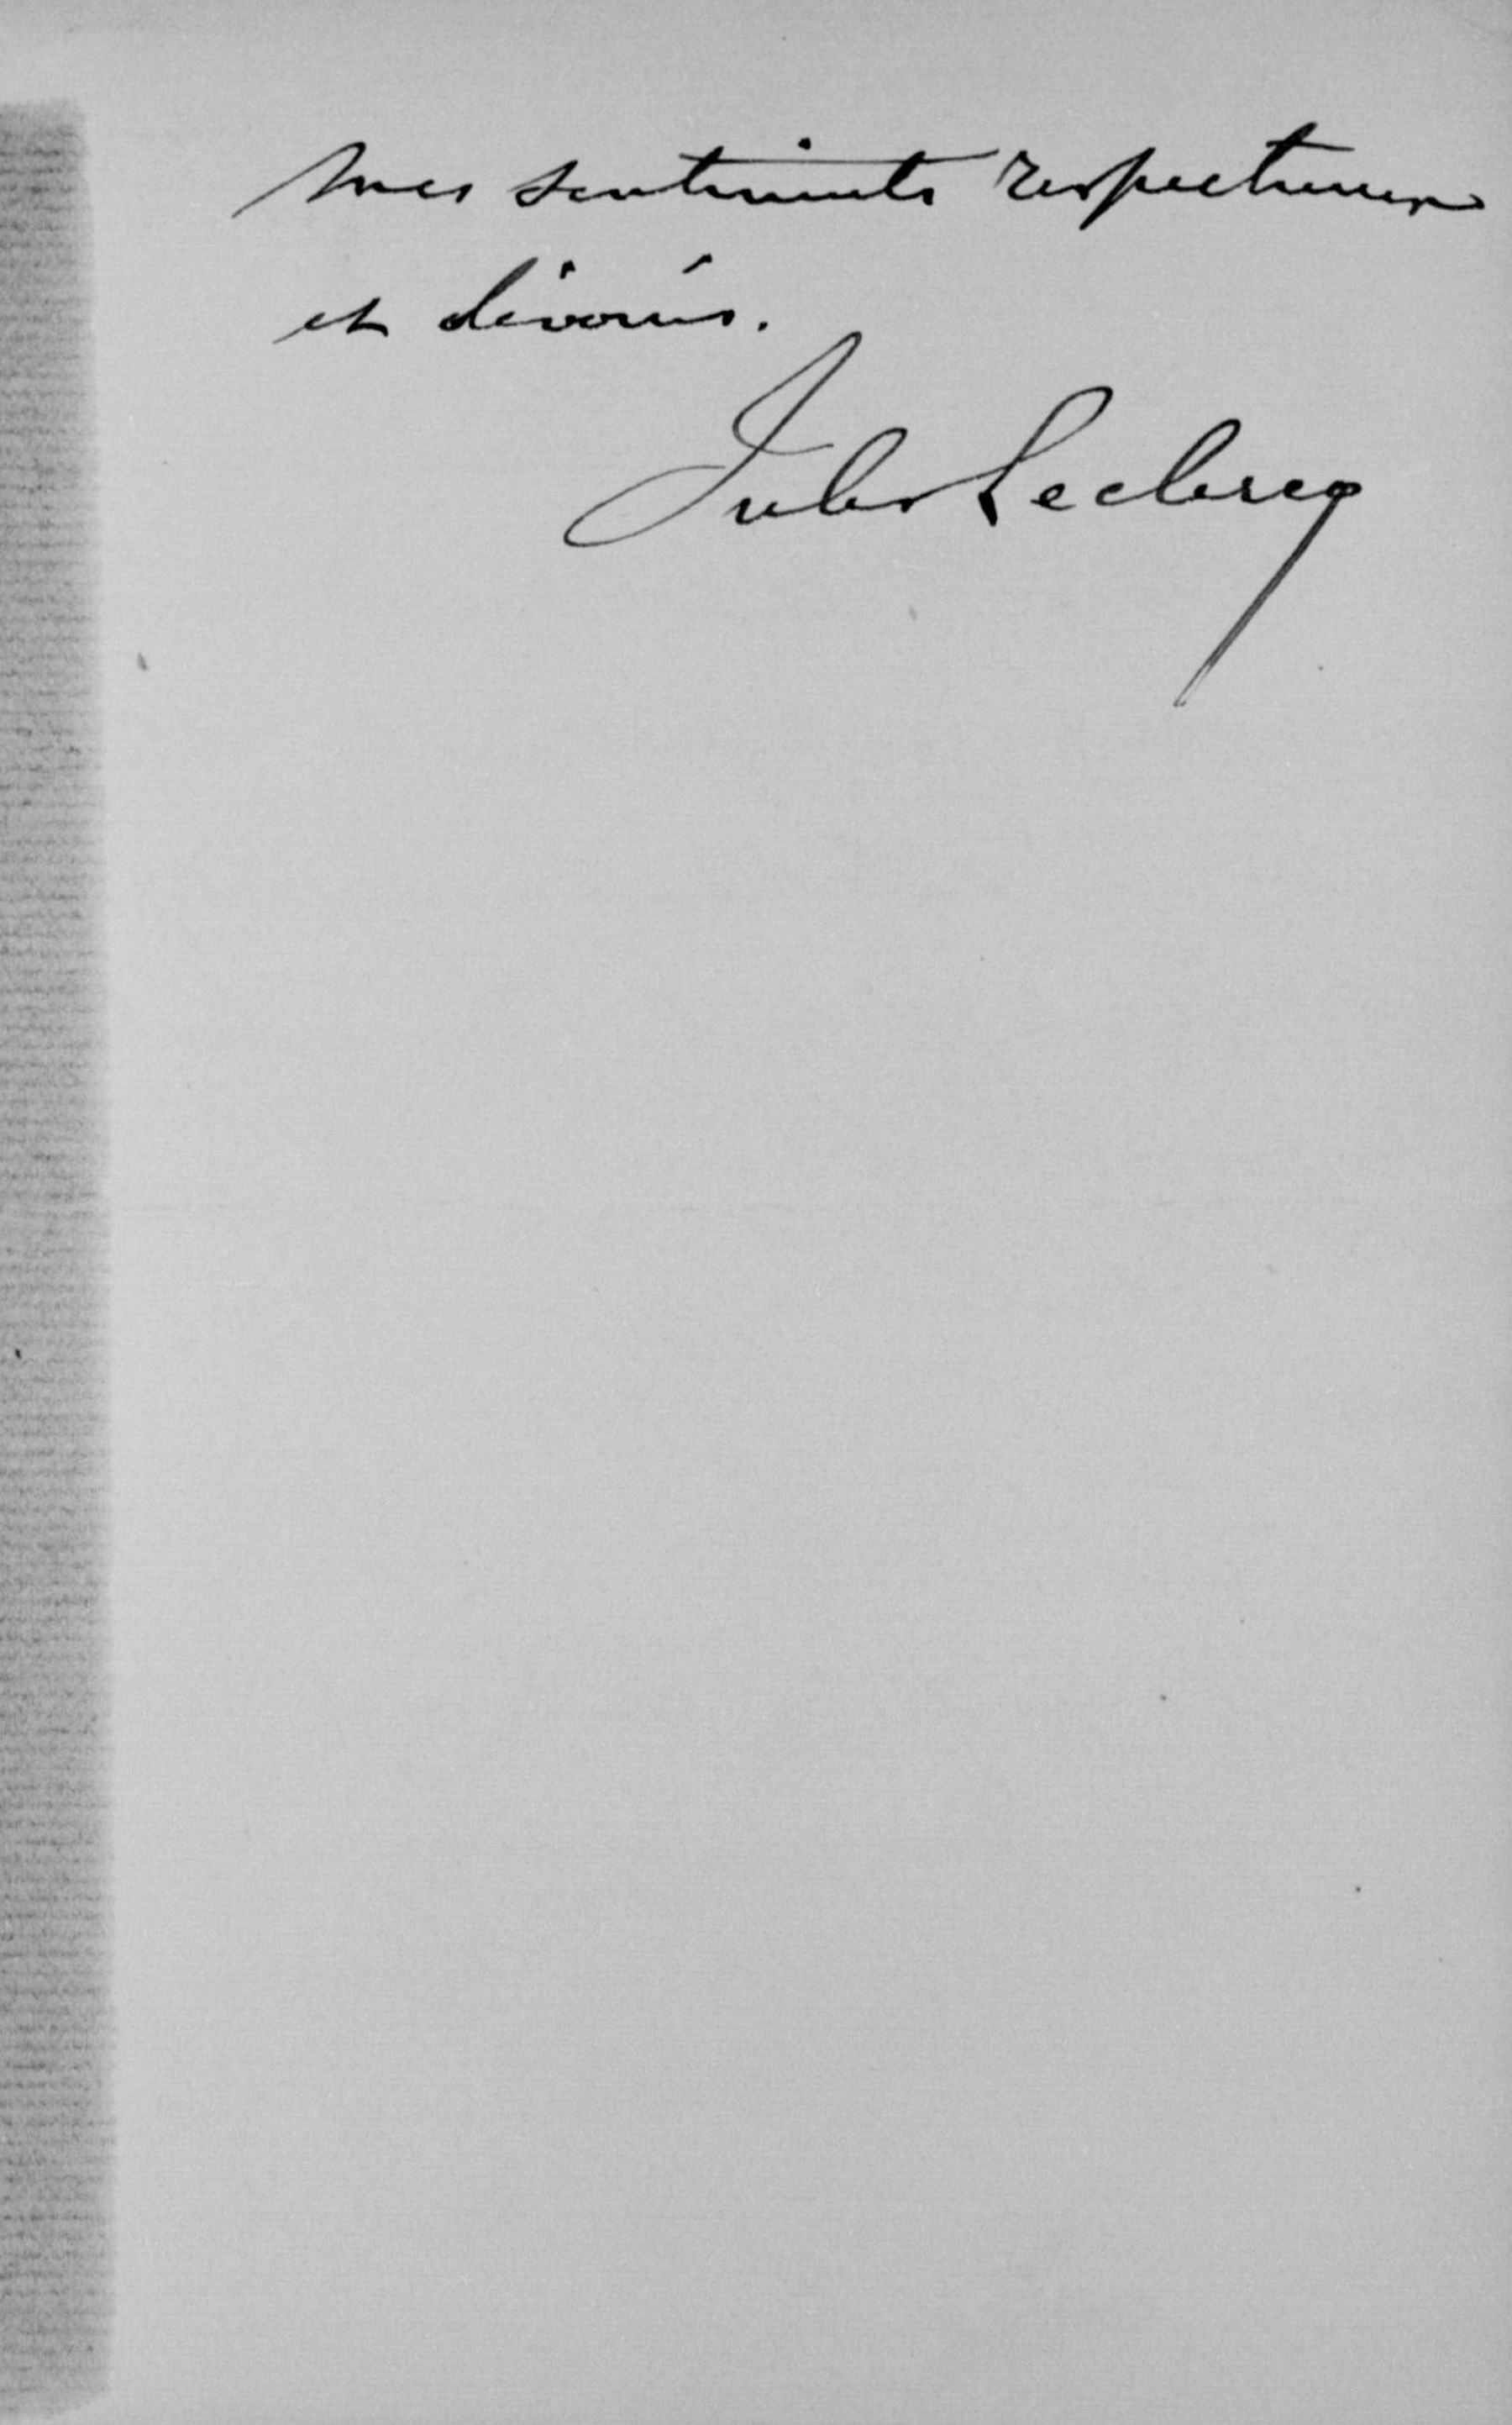 mes sentiments respectueux
et dévoués.
Jules Leclercq